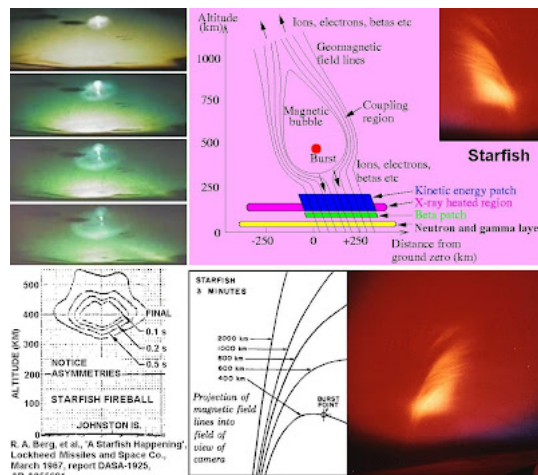 Altitude
(km)
Ions, electrons, betas etc
Geomagnetic
field lines
1000
750
Magnetic
bubble
Coupling
region
500
Burst
Ions, electrons,
betas etc
250
Kinetic energy patch
X-ray heated region
Beta patch
Neutron and gamma layer
0
-250
0
+250
Distance from
ground zero (km)
Starfish
ALTITUDE (KM)
500
400
300
200
100
0
FINAL
0.1 s
0.2 s
0.5 s
NOTICE
ASYMMETRIES
STARFISH FIREBALL
JOHNSTON IS.
R. A. Berg, et al., 'A Starfish Happening',
Lockheed Missiles and Space Co.,
March 1967, report DASA-1925,
STARFISH
3 MINUTES
2000 km
1000 km
800 km
600 km
400 km
BURST
POINT
Projection of
magnetic field
lines into
field of
view of
camera